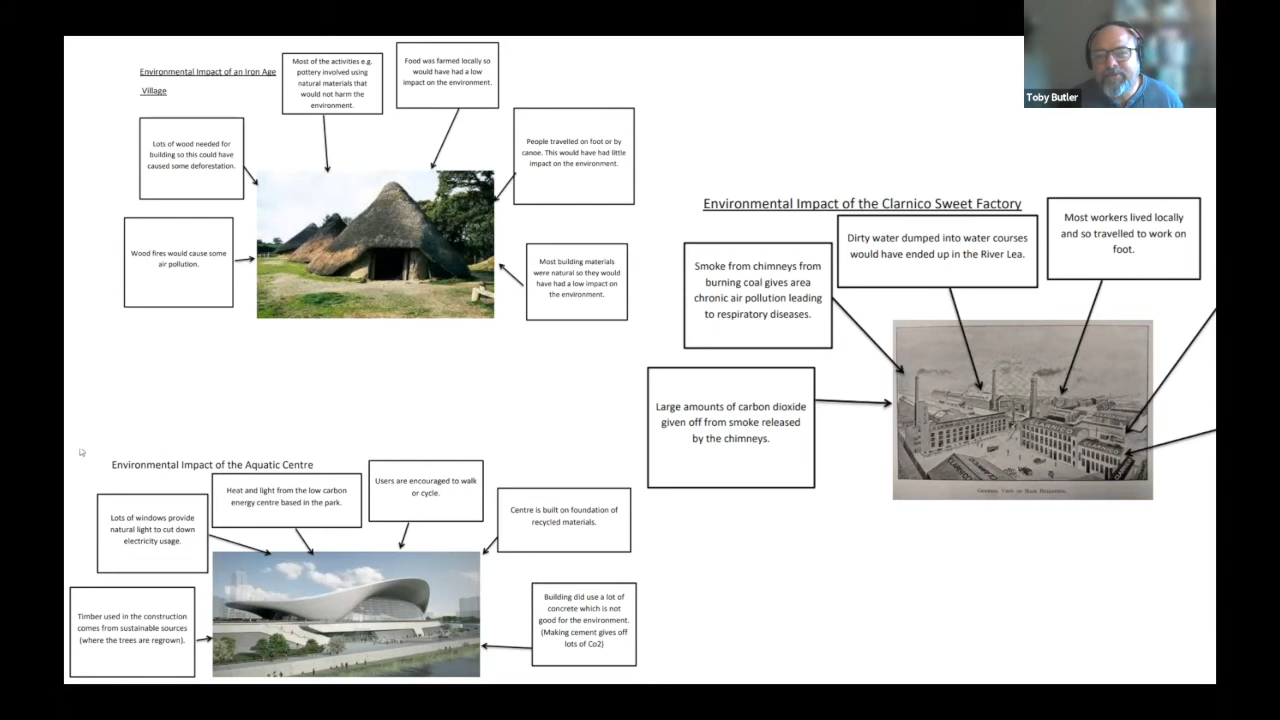 Environmental Impact of an Iron Age
Village
Most of the activities e.g.
pottery involved using
natural materials that
would not harm the
environment.
Food was farmed locally so
would have had a low
impact on the environment.
Lots of wood needed for
building so this could have
caused some deforestation.
People travelled on foot or by
canoe. This would have had little
impact on the environment.
Wood fires would cause some
air pollution.
Most building materials
were natural so they would
have had a low impact on
the environment.
Toby Butler
Environmental Impact of the Clarnico Sweet Factory
Smoke from chimneys from
burning coal gives area
chronic air pollution leading
to respiratory diseases.
Dirty water dumped into water courses
would have ended up in the River Lea.
Most workers lived locally
and so travelled to work on
foot.
Large amounts of carbon dioxide
given off from smoke released
by the chimneys.
Environmental Impact of the Aquatic Centre
Lots of windows provide
natural light to cut down
electricity usage.
Heat and light from the low carbon
energy centre based in the park.
Users are encouraged to walk
or cycle.
Centre is built on foundation of
recycled materials.
Timber used in the construction
comes from sustainable sources
(where the trees are regrown).
Building did use a lot of
concrete which is not
good for the environment.
(Making cement gives off
lots of Co2)